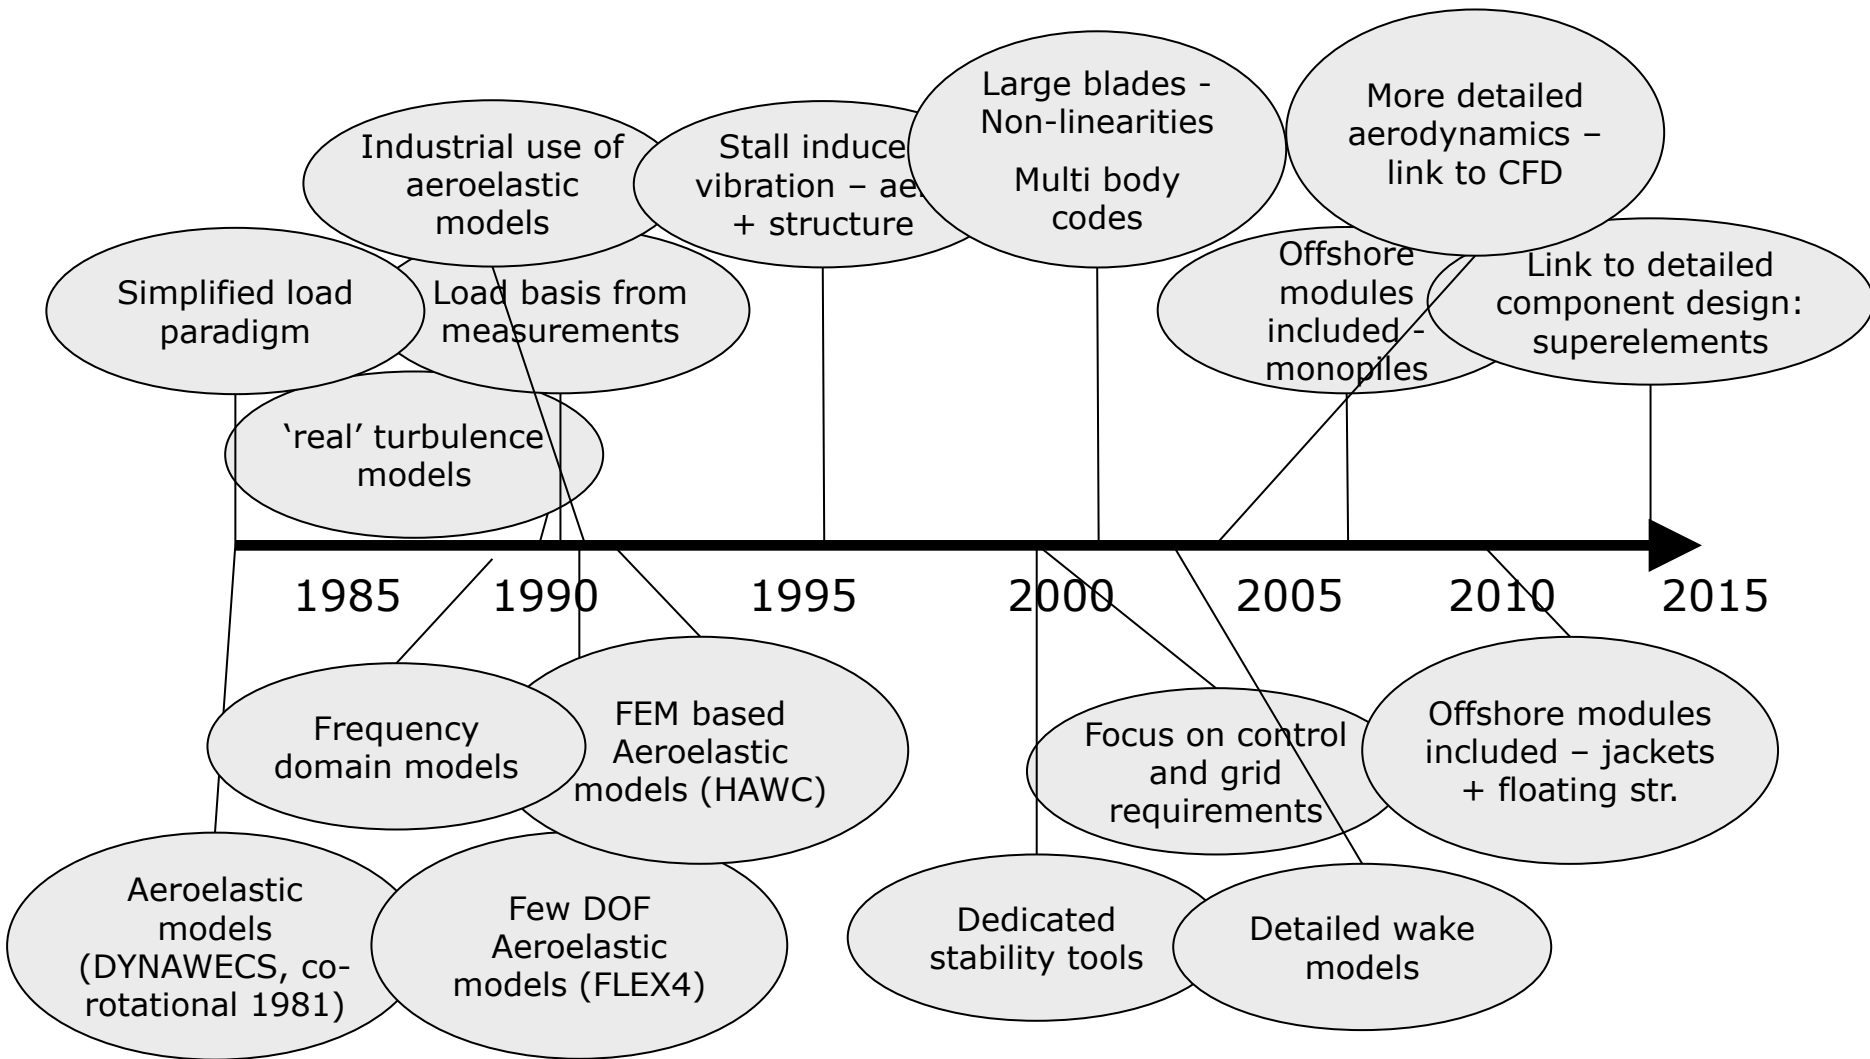 Large blades -
Non-linearities
Multi body
codes
More detailed
aerodynamics –
link to CFD
Industrial use of
aeroelastic
models
Stall induce
vibration – ae
+ structure
Simplified load
paradigm
Load basis from
measurements
Offshore
modules
included -
monopiles
Link to detailed
component design:
superelements
‘real’ turbulence
models
1985
1990
1995
2000
2005
2010
2015
Frequency
domain models
FEM based
Aeroelastic
models (HAWC)
Focus on control
and grid
requirements
Offshore modules
included – jackets
+ floating str.
Aeroelastic
models
(DYNAWECS, co-
rotational 1981)
Few DOF
Aeroelastic
models (FLEX4)
Dedicated
stability tools
Detailed wake
models